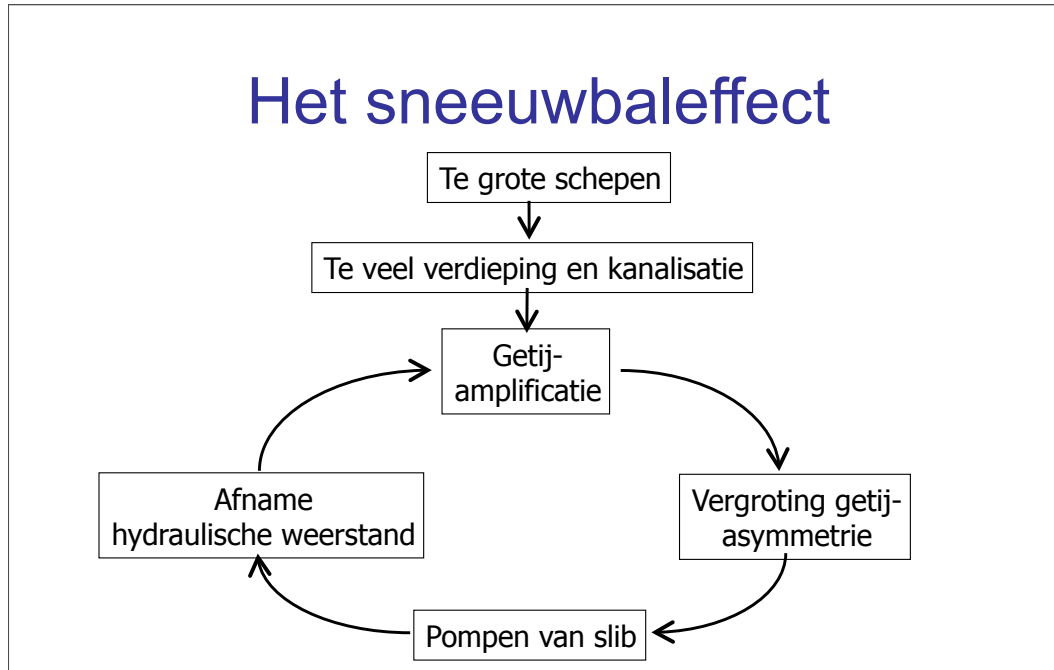 Het sneeuwbaleffect
Te grote schepen
Te veel verdieping en kanalisatie
Getij-
amplificatie
Vergroting getij-
asymmetrie
Pompen van slib
Afname
hydraulische weerstand